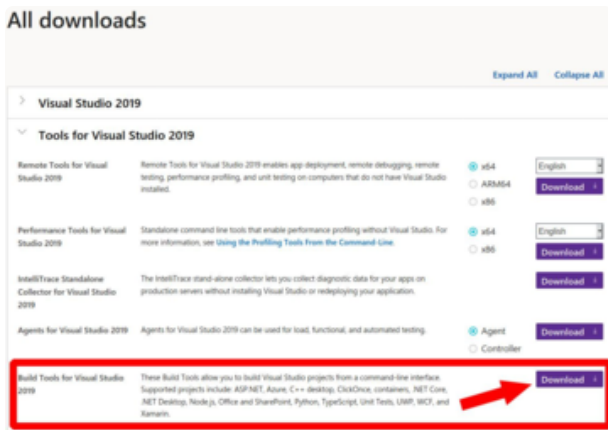 All downloads
Expand All Collapse All
Visual Studio 2019
Tools for Visual Studio 2019
Remote Tools for Visual
Studio 2019
Remote Tools for Visual Studio 2019 enables app deployment, remote debugging, remote
testing, performance profiling, and unit testing on computers that do not have Visual Studio
installed.
x64
ARM64
x86
English
Download
Performance Tools for Visual
Studio 2019
Standalone command line tools that enable performance profiling without Visual Studio. For
more information, see Using the Profiling Tools From the Command-Line.
x64
x86
English
Download
IntelliTrace Standalone
Collector for Visual Studio
2019
The IntelliTrace stand-alone collector lets you collect diagnostic data for your apps on
production servers without installing Visual Studio or redeploying your application.
Download
Agents for Visual Studio 2019
Agents for Visual Studio 2019 can be used for load, functional, and automated testing.
Agent
Controller
Download
Build Tools for Visual Studio
2019
These Build Tools allow you to build Visual Studio projects from a command-line interface.
Supported projects include: ASP.NET, Azure, C++ desktop, ClickOnce, containers, .NET Core,
.NET Desktop, Node.js, Office and SharePoint, Python, TypeScript, Unit Tests, UWP, WCF, and
Xamarin.
Download